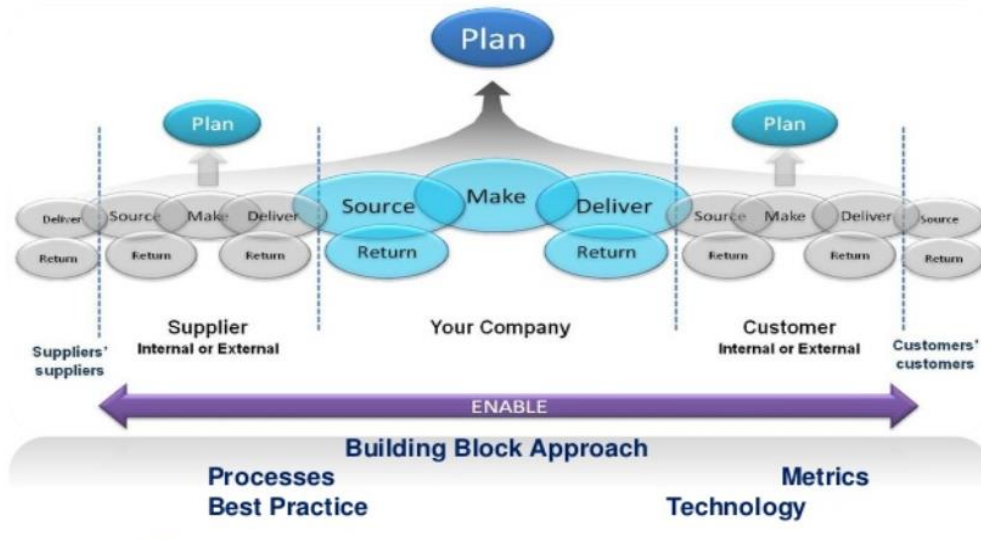 Plan
Plan
Plan
Deliver
Source
Make
Deliver
Source
Make
Deliver
Source
Make
Deliver
Source
Return
Return
Return
Return
Return
Return
Return
Return
Supplier
Internal or External
Your Company
Customer
Internal or External
Suppliers'
suppliers
Customers'
customers
ENABLE
Building Block Approach
Processes
Metrics
Best Practice
Technology